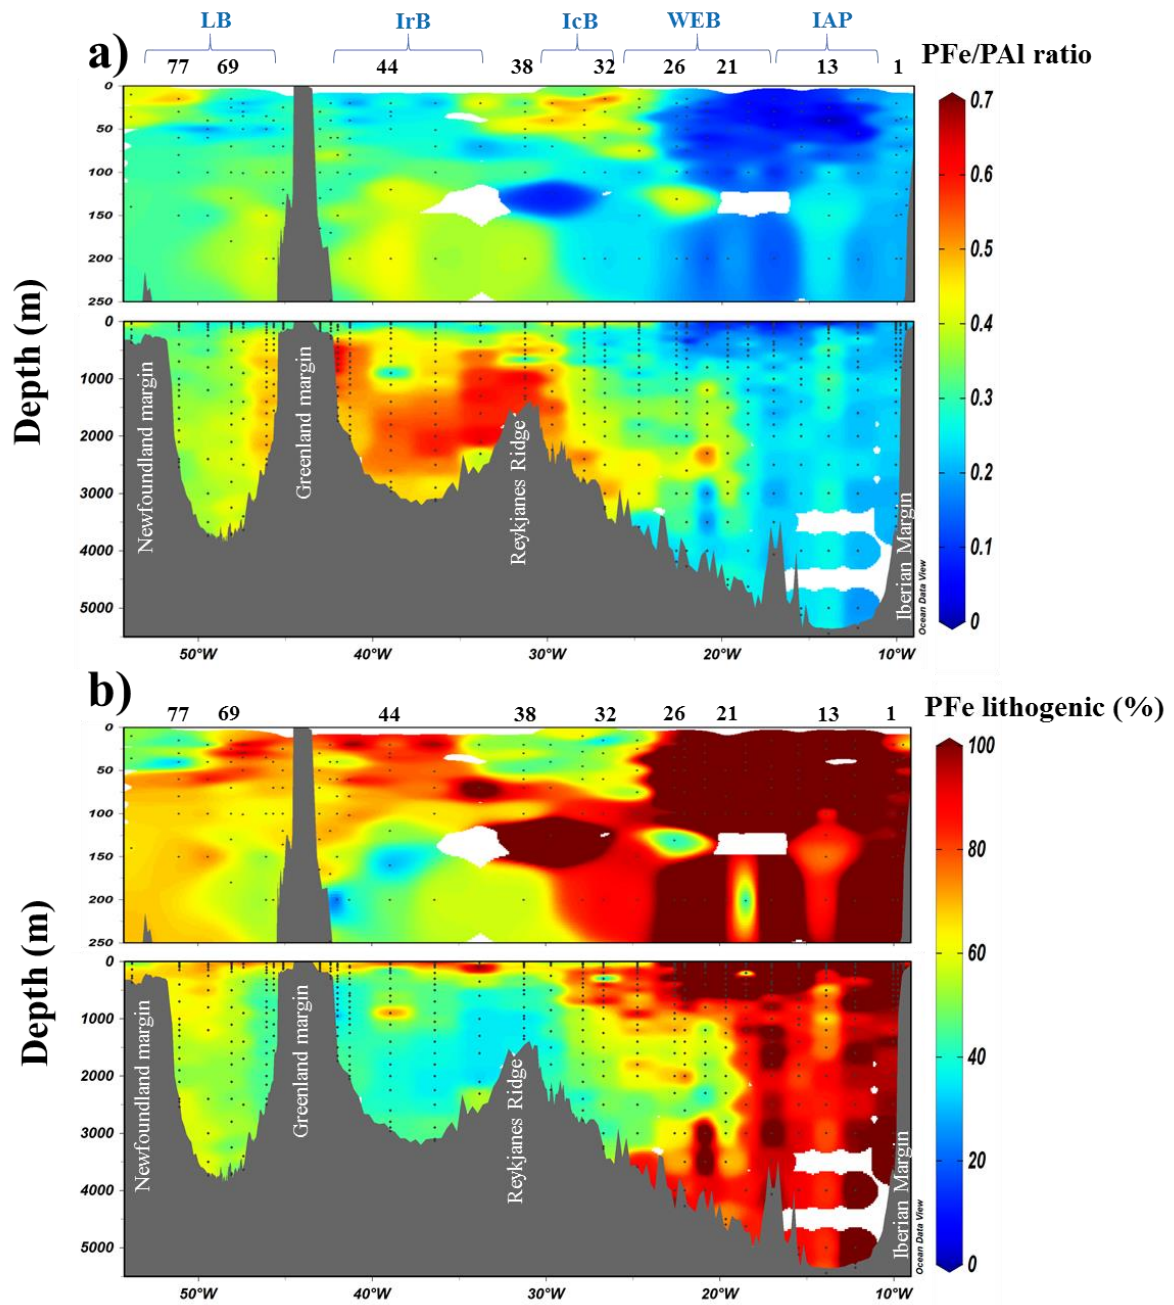 LB IrB IcB WEB IAP
a) 77 69 44 38 32 26 21 13 1 PFe/PAl ratio
0
50
100
150
200
250
0
1000
2000
3000
4000
5000
Depth (m)
Newfoundland margin
Greenland margin
Reykjanes Ridge
Iberian Margin
Ocean Data View
50°W 40°W 30°W 20°W 10°W
0.7
0.6
0.5
0.4
0.3
0.2
0.1
0
b)
77 69 44 38 32 26 21 13 1 PFe lithogenic (%)
0
50
100
150
200
250
0
1000
2000
3000
4000
5000
Depth (m)
Newfoundland margin
Greenland margin
Reykjanes Ridge
Iberian Margin
Ocean Data View
50°W 40°W 30°W 20°W 10°W
100
80
60
40
20
0